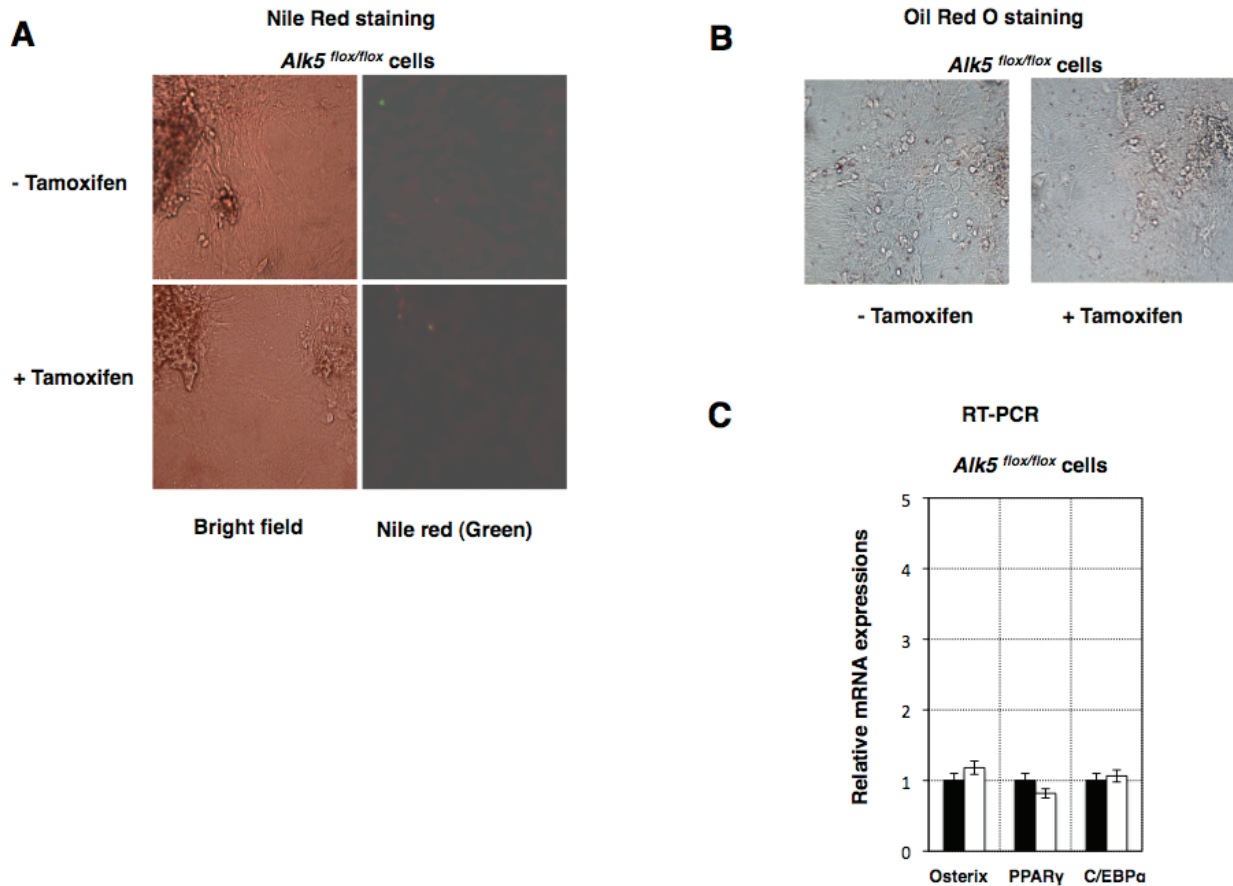 A
Nile Red staining
Alk5 flox/flox cells
- Tamoxifen
+ Tamoxifen
Bright field
Nile red (Green)
B
Oil Red O staining
Alk5 flox/flox cells
- Tamoxifen
+ Tamoxifen
C
RT-PCR
Alk5 flox/flox cells
Relative mRNA expressions
5
4
3
2
1
0
Osterix
PPARγ
C/EBPα